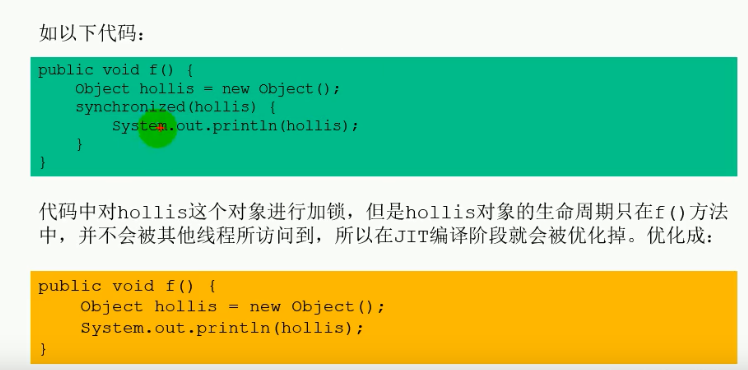 如以下代码：
public void f() {
Object hollis = new Object();
synchronized(hollis) {
System.out.println(hollis);
}
}
代码中对hollis这个对象进行加锁，但是hollis对象的生命周期只在f()方法
中，并不会被其他线程所访问到，所以在JIT编译阶段就会被优化掉。优化成：
public void f() {
Object hollis = new Object();
System.out.println(hollis);
}